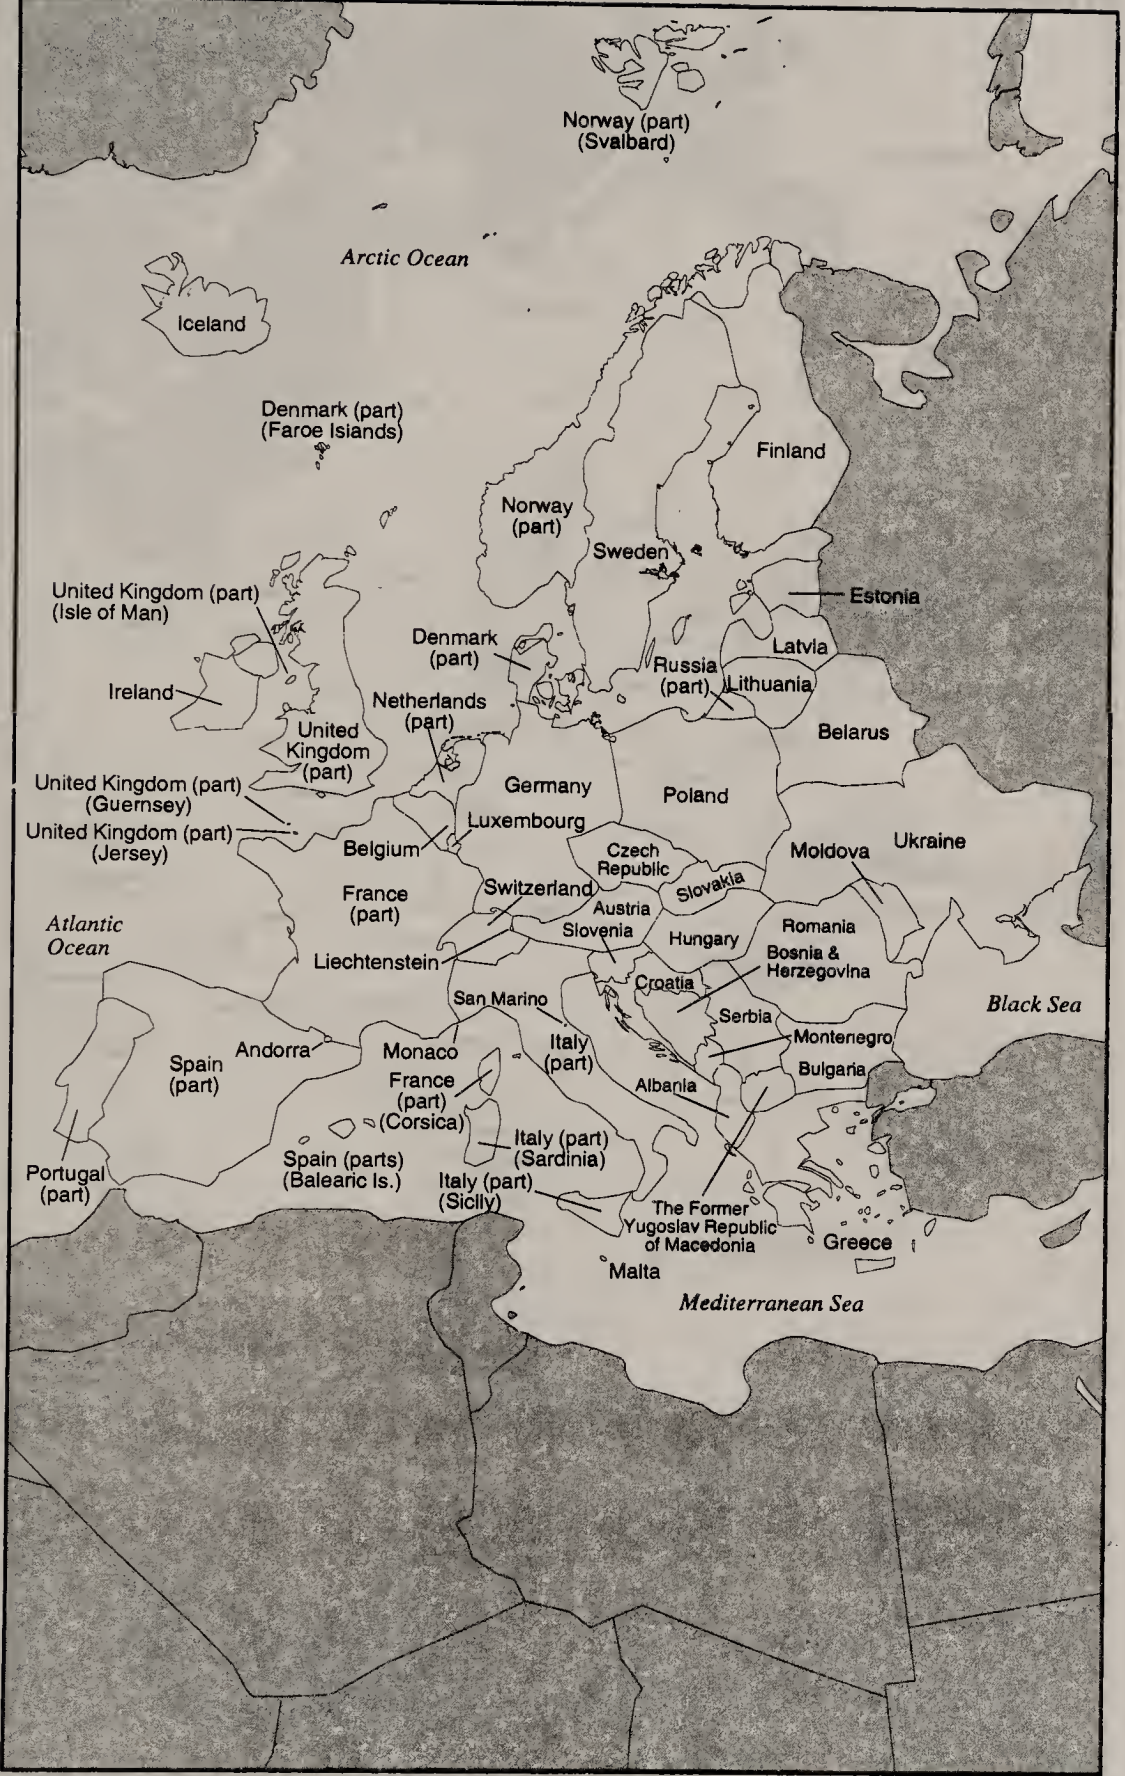 Norway (part)
(Svalbard)
Arctic Ocean
Iceland
Denmark (part)
(Faroe Islands)
Finland
Norway
(part)
Sweden
United Kingdom (part)
(Isle of Man)
Estonia
Denmark
(part)
Latvia
Russia
(part)
Lithuania
Ireland
Netherlands
(part)
United
Kingdom
(part)
Belarus
Germany
Poland
United Kingdom (part)
(Guernsey)
United Kingdom (part)
(Jersey)
Luxembourg
Belgium
Czech
Republic
Moldova
Ukraine
France
(part)
Switzerland
Slovakia
Austria
Slovenia
Hungary
Romania
Atlantic
Ocean
Liechtenstein
Bosnia &
Herzegovina
Croatia
San Marino
Serbia
Black Sea
Andorra
Monaco
Italy
(part)
Montenegro
Spain
(part)
Bulgaria
France
(part)
(Corsica)
Albania
Portugal
(part)
Spain (parts)
(Balearic Is.)
Italy (part)
(Sardinia)
Italy (part)
(Sicily)
The Former
Yugoslav Republic
of Macedonia
Greece
Malta
Mediterranean Sea